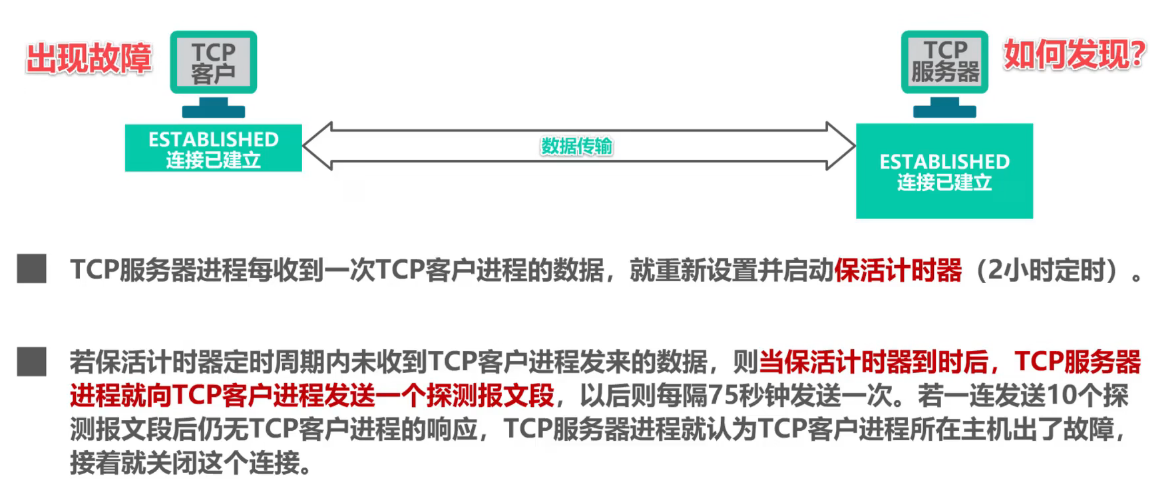 出现故障
TCP
客户
TCP
服务器
如何发现?
ESTABLISHED
连接已建立
数据传输
ESTABLISHED
连接已建立
TCP服务器进程每收到一次TCP客户进程的数据，就重新设置并启动保活计时器（2小时定时）。
若保活计时器定时周期内未收到TCP客户进程发来的数据，则当保活计时器到时后，TCP服务器
进程就向TCP客户进程发送一个探测报文段，以后则每隔75秒钟发送一次。若一连发送10个探
测报文段后仍无TCP客户进程的响应，TCP服务器进程就认为TCP客户进程所在主机出了故障，
接着就关闭这个连接。